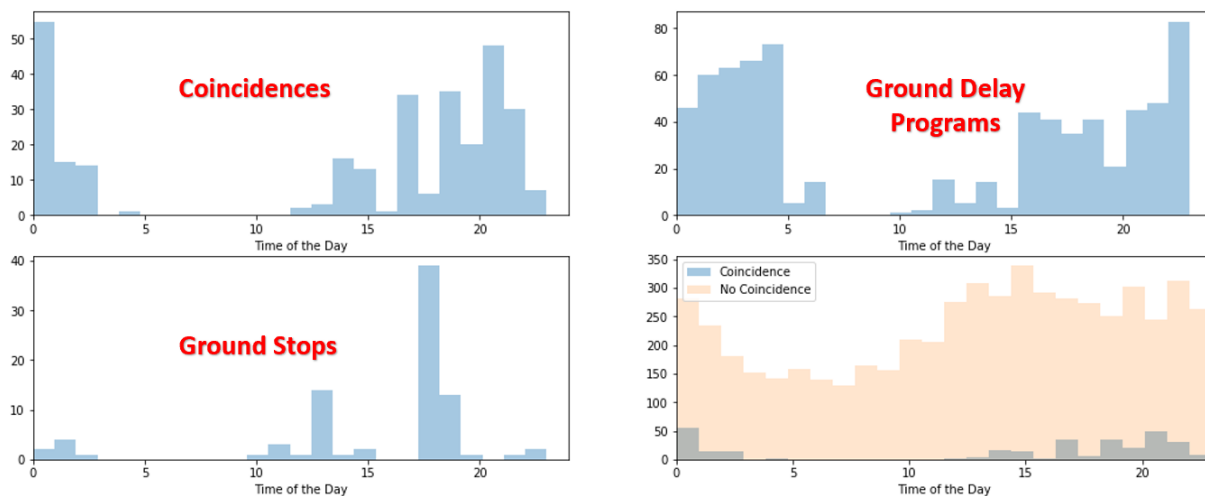 50
40
30
20
10
0
Coincidences
0 5 10 15 20
Time of the Day
80
60
40
20
0
Ground Delay
Programs
0 5 10 15 20
Time of the Day
40
30
20
10
0
Ground Stops
0 5 10 15 20
Time of the Day
350
300
250
200
150
100
50
0
Coincidence
No Coincidence
0 5 10 15 20
Time of the Day